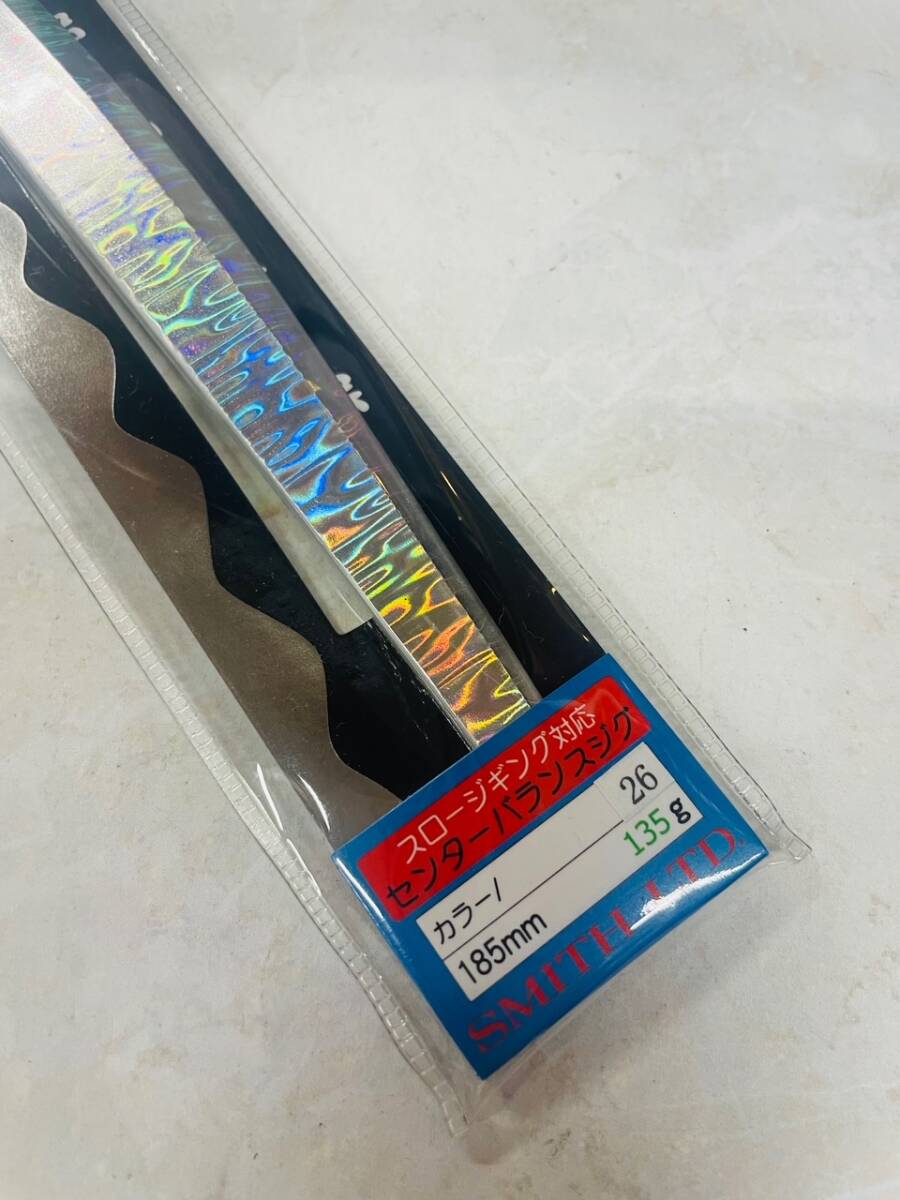 スロージギング対応
センターバランスジグ
カラー/ 26
185mm 135g
SMITH LTD.